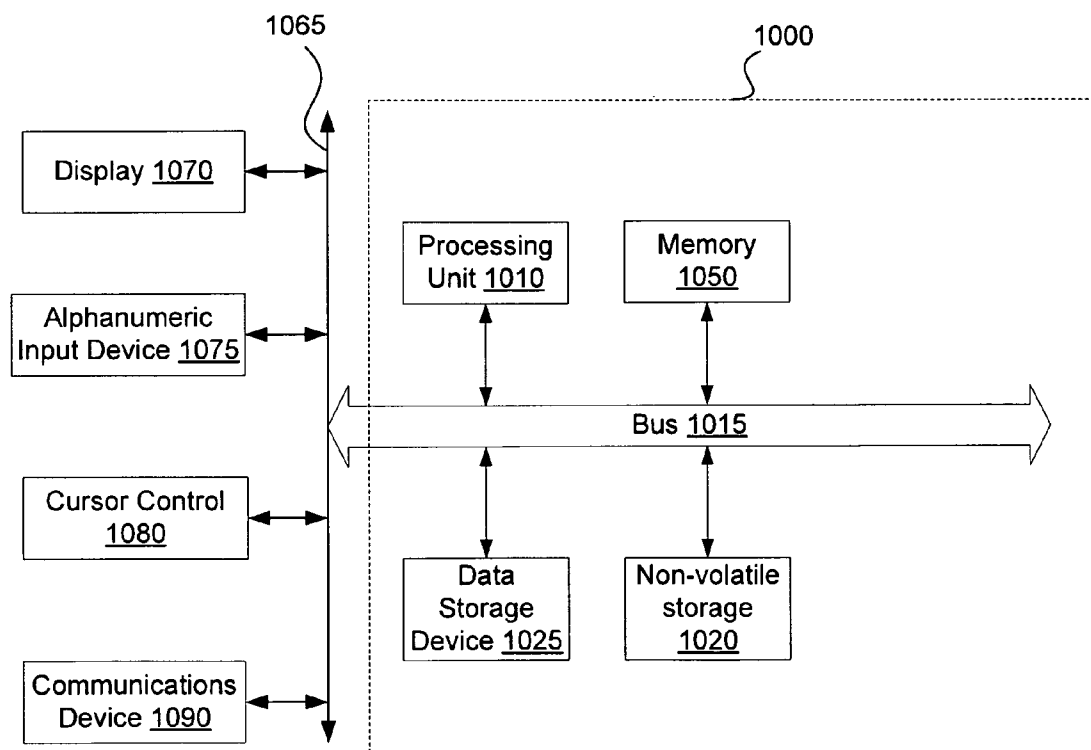 1065
1000
Display 1070
Processing
Unit 1010
Memory
1050
Alphanumeric
Input Device 1075
Bus 1015
Cursor Control
1080
Data
Storage
Device 1025
Non-volatile
storage
1020
Communications
Device 1090